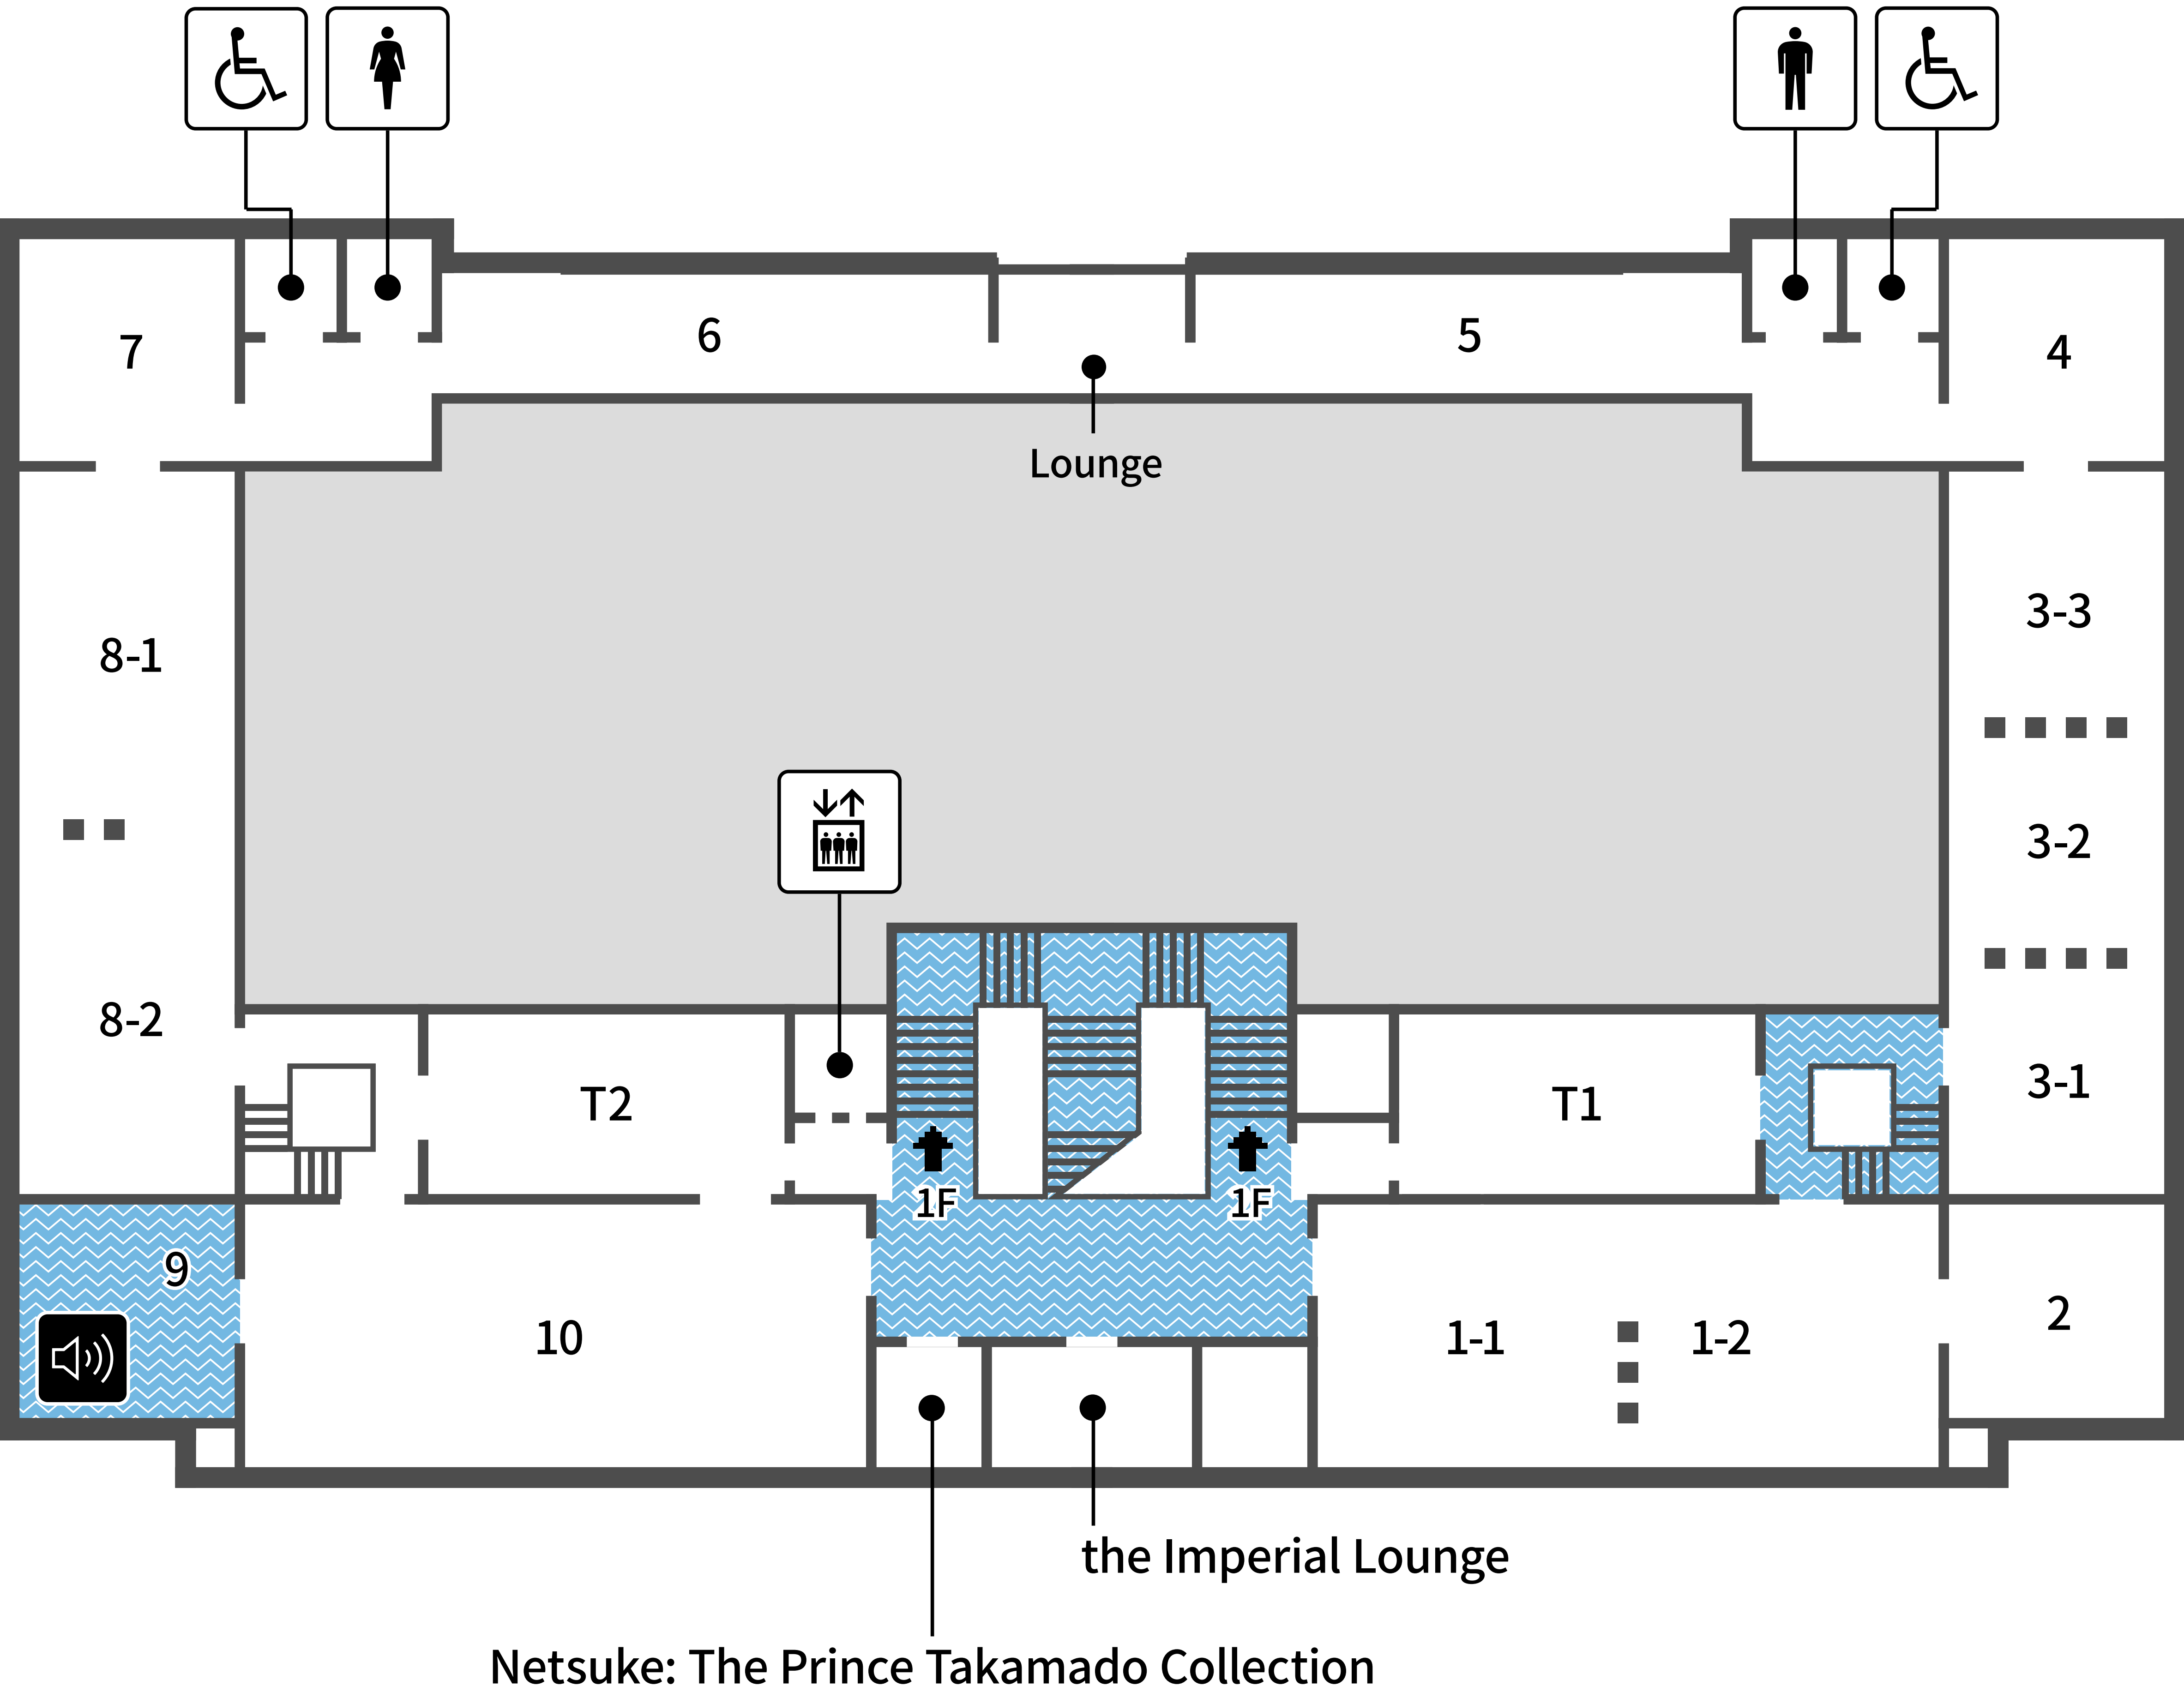 6
5
7
4
Lounge
3-3
8-1
3-2
8-2
3-1
T2
T1
1F
1F
9
2
10
1-1
1-2
the Imperial Lounge
Netsuke: The Prince Takamado Collection